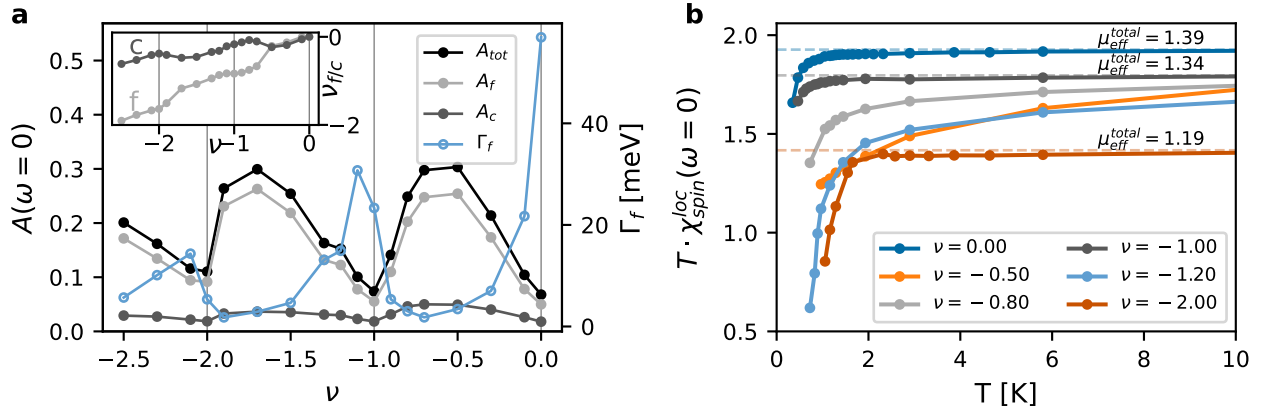 a
A(ω = 0)
0.5
0.4
0.3
0.2
0.1
0.0
−2.5
−2.0
−1.5
−1.0
−0.5
0.0
ν
Γ_f [meV]
40
20
0
c
f
0
−2
ν_{f/c}
−2
−1
0
ν
A_{tot}
A_f
A_c
Γ_f
b
T · χ^{loc}_{spin}(ω = 0)
2.0
1.5
1.0
0.5
0
2
4
6
8
10
T [K]
μ^{total}_{eff} = 1.39
μ^{total}_{eff} = 1.34
μ^{total}_{eff} = 1.19
ν = 0.00
ν = −0.50
ν = −0.80
ν = −1.00
ν = −1.20
ν = −2.00